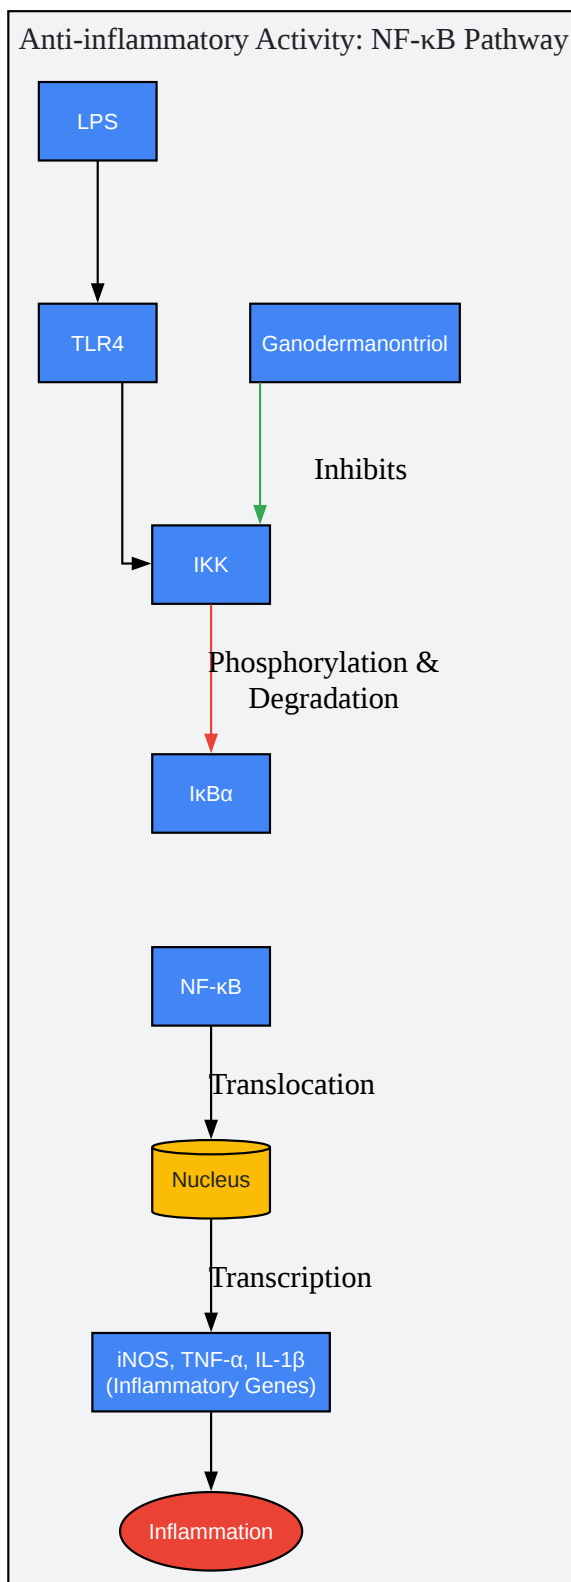 Anti-inflammatory Activity: NF-κB Pathway
LPS
TLR4
Ganodermanontriol
Inhibits
IKK
Phosphorylation &
Degradation
IκBα
NF-κB
Translocation
Nucleus
Transcription
iNOS, TNF-α, IL-1β
(Inflammatory Genes)
Inflammation